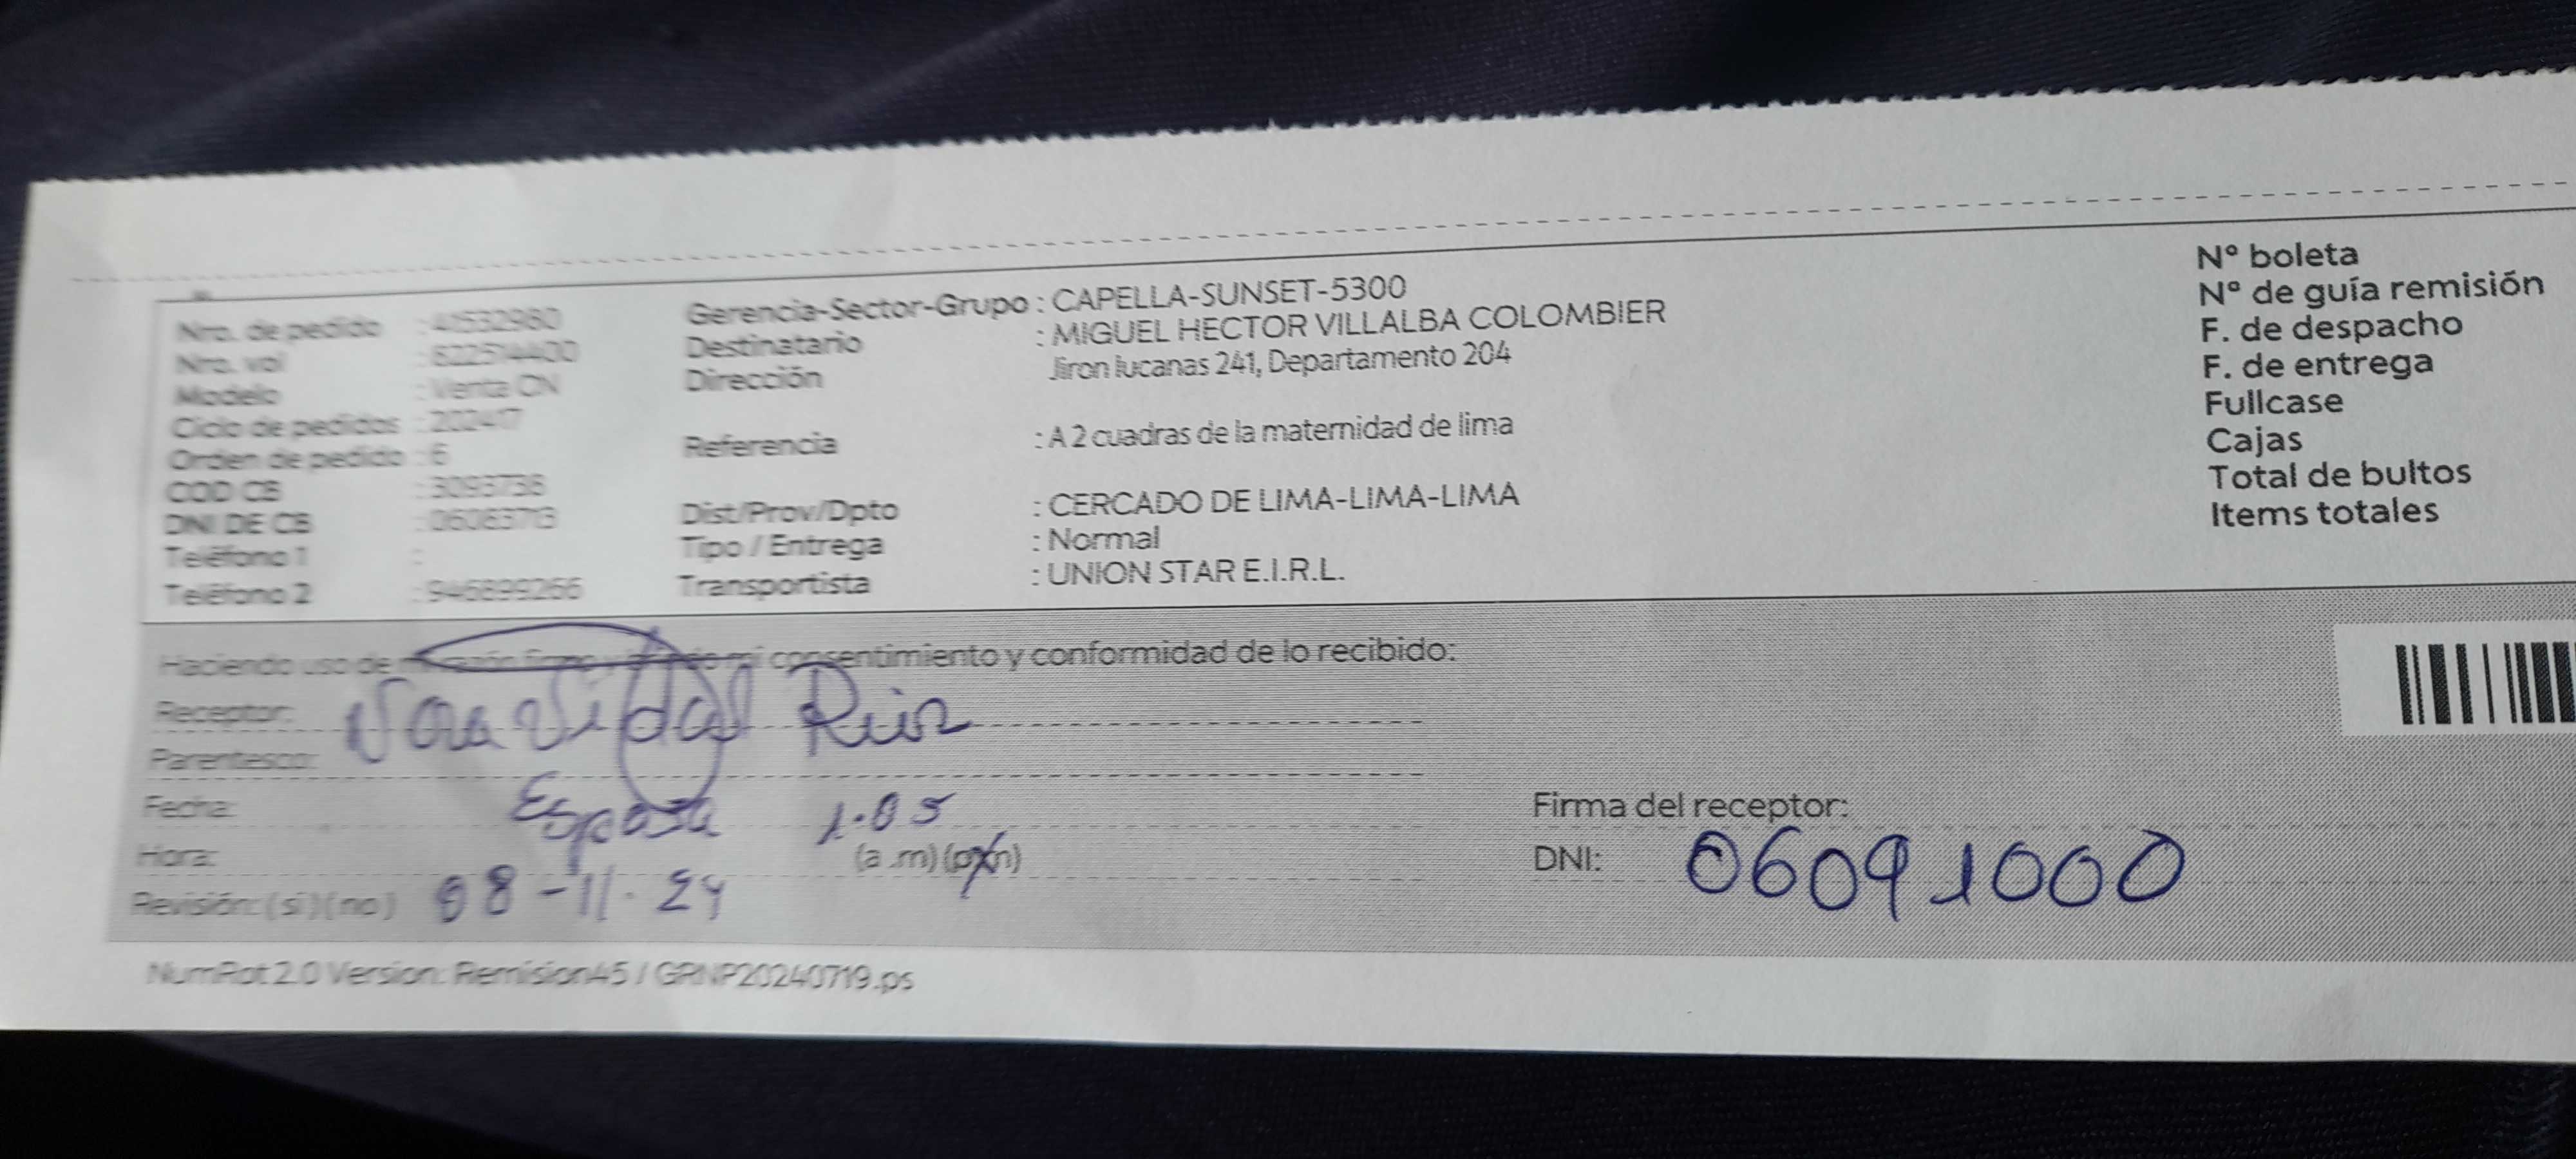 Nro. de pedido : 41532980
Nro. vol : 822514400
Modelo : Venta CN
Ciclo de pedidos : 202417
Orden de pedido : 6
COD CB : 3093738
DNI DE CB : 06083713
Teléfono 1 :
Teléfono 2 : 946899266
Gerencia-Sector-Grupo : CAPELLA-SUNSET-5300
Destinatario : MIGUEL HECTOR VILLALBA COLOMBIER
Dirección Jiron lucanas 241, Departamento 204
Referencia : A 2 cuadras de la maternidad de lima
Dist/Prov/Dpto : CERCADO DE LIMA-LIMA-LIMA
Tipo / Entrega : Normal
Transportista : UNION STAR E.I.R.L.
N° boleta
N° de guía remisión
F. de despacho
F. de entrega
Fullcase
Cajas
Total de bultos
Items totales
Haciendo uso de mi consentimiento y conformidad de lo recibido:
Receptor: Vidal Ruiz
Parentesco:
Fecha: Esposa 1.05
Hora: (a.m) (p.m)
Revisión: (si) (no) 08-11-24
Firma del receptor:
DNI: 06091000
NumRot 2.0 Version: Remision45 / GRNP20240719.ps